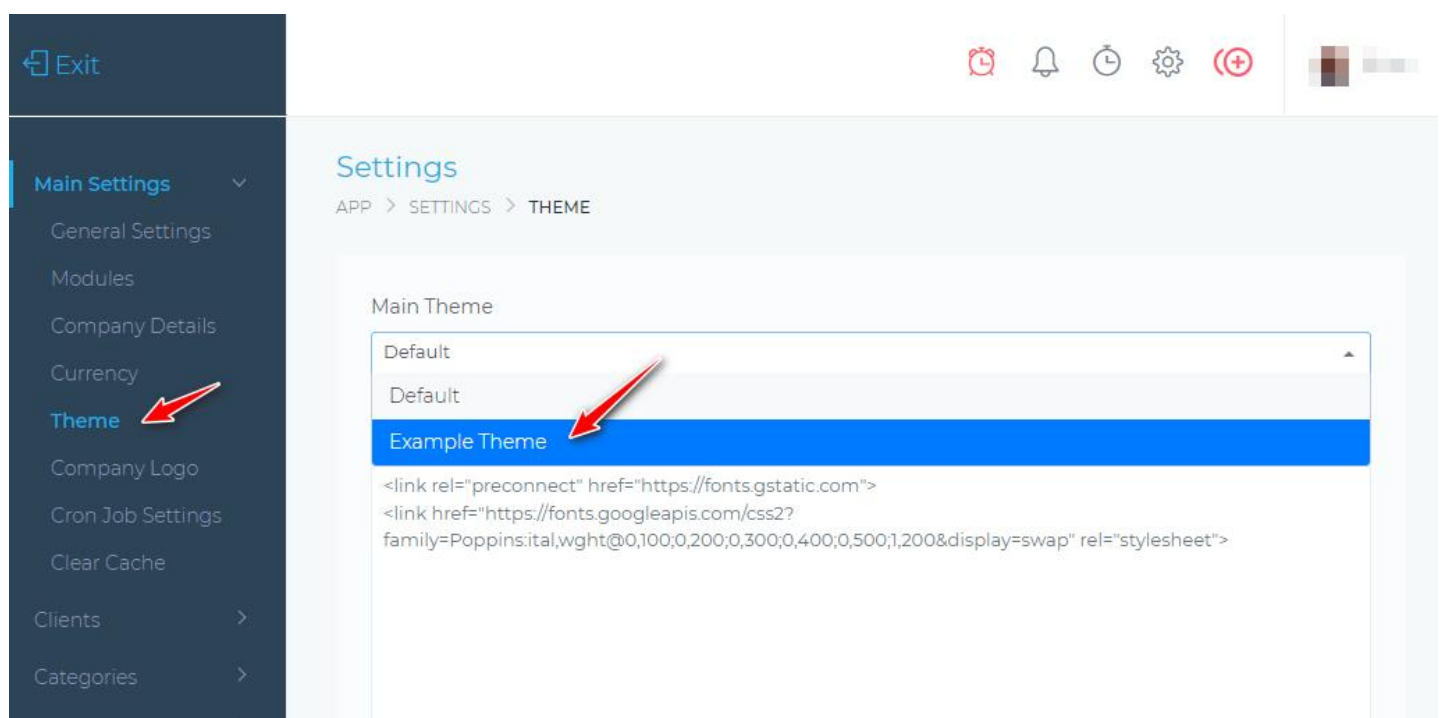 Exit
Main Settings
General Settings
Modules
Company Details
Currency
Theme
Company Logo
Cron Job Settings
Clear Cache
Clients
Categories
Settings
APP > SETTINGS > THEME
Main Theme
Default
Default
Example Theme
<link rel="preconnect" href="https://fonts.gstatic.com">
<link href="https://fonts.googleapis.com/css2?
family=Poppins:ital,wght@0,100;0,200;0,300;0,400;0,500;1,200&display=swap" rel="stylesheet">